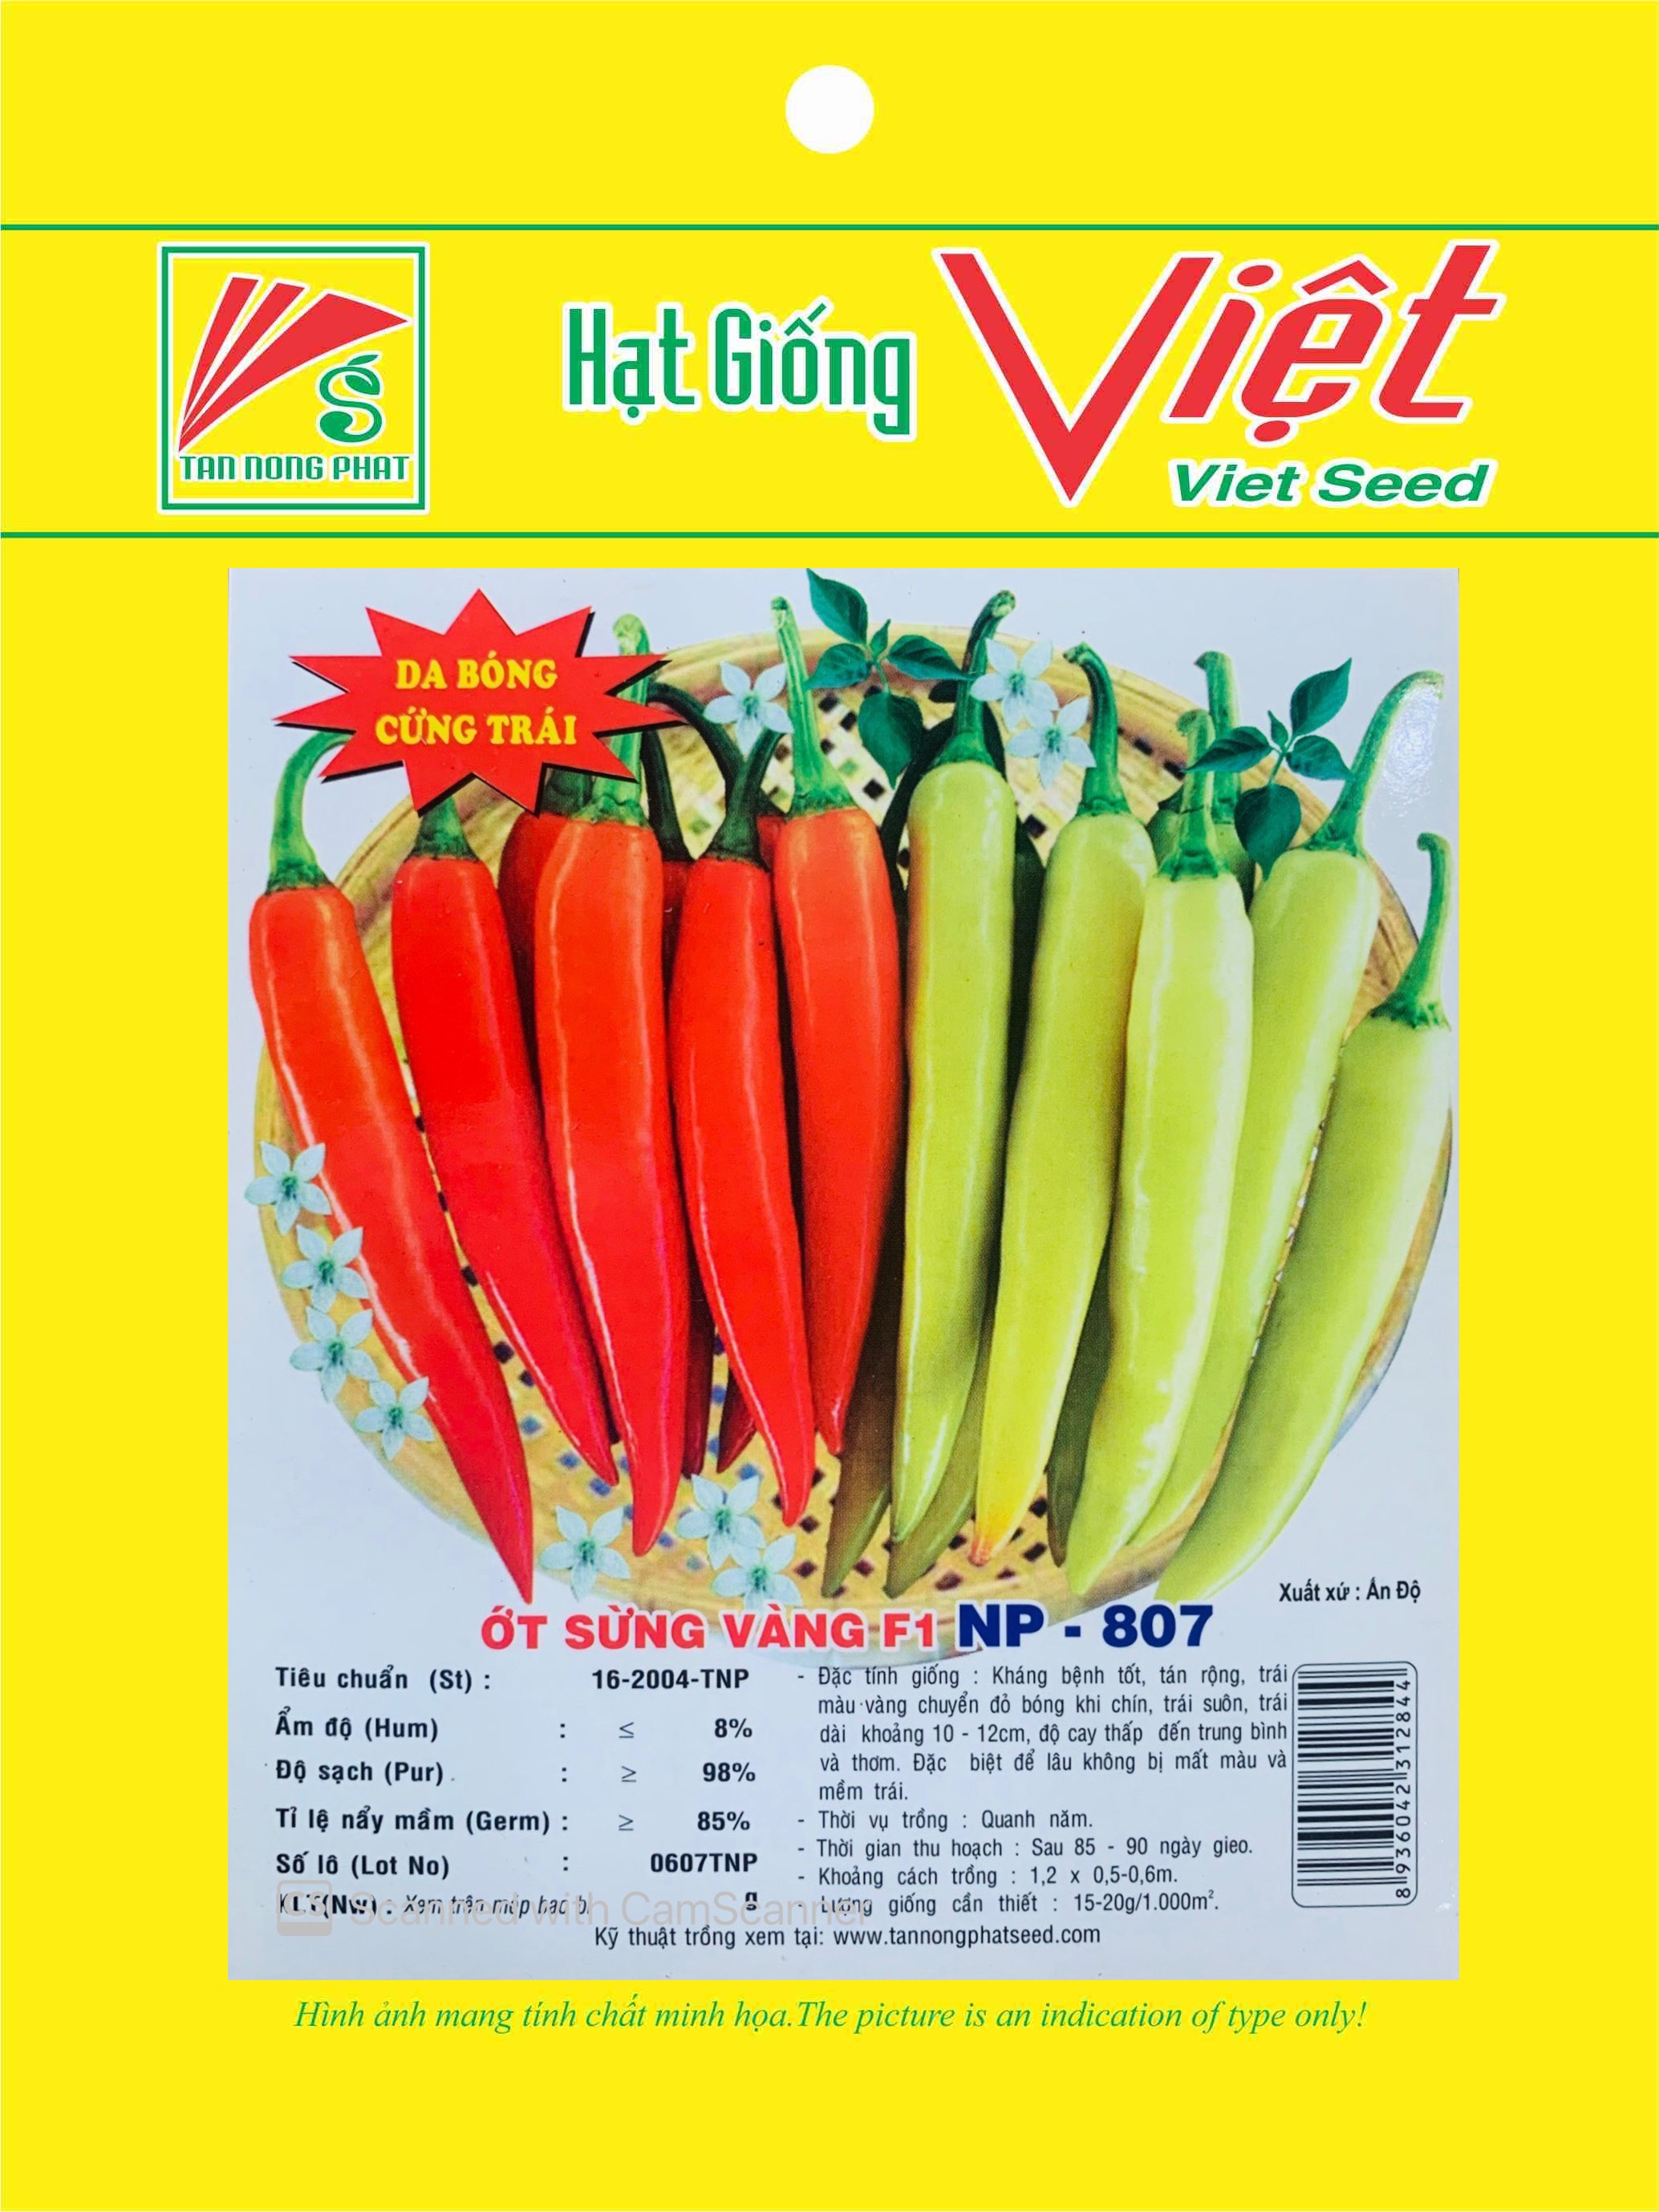 Hạt Giống Việt
Viet Seed
TAN NONG PHAT
DA BÓNG
CỨNG TRÁI
Xuất xứ : Ấn Độ
ỚT SỪNG VÀNG F1 NP - 807
Tiêu chuẩn (St) : 16-2004-TNP
Ẩm độ (Hum) : ≤ 8%
Độ sạch (Pur) : ≥ 98%
Tỉ lệ nẩy mầm (Germ) : ≥ 85%
Số lô (Lot No) : 0607TNP
KLT(Nw) : Xem trên mép bao bì g
- Đặc tính giống : Kháng bệnh tốt, tán rộng, trái
màu vàng chuyển đỏ bóng khi chín, trái suôn, trái
dài khoảng 10 - 12cm, độ cay thấp đến trung bình
và thơm. Đặc biệt để lâu không bị mất màu và
mềm trái.
- Thời vụ trồng : Quanh năm.
- Thời gian thu hoạch : Sau 85 - 90 ngày gieo.
- Khoảng cách trồng : 1,2 x 0,5-0,6m.
- Lượng giống cần thiết : 15-20g/1.000m².
8936042312844
CS Scanned with CamScanner
Kỹ thuật trồng xem tại: www.tannongphatseed.com
Hình ảnh mang tính chất minh họa.The picture is an indication of type only!